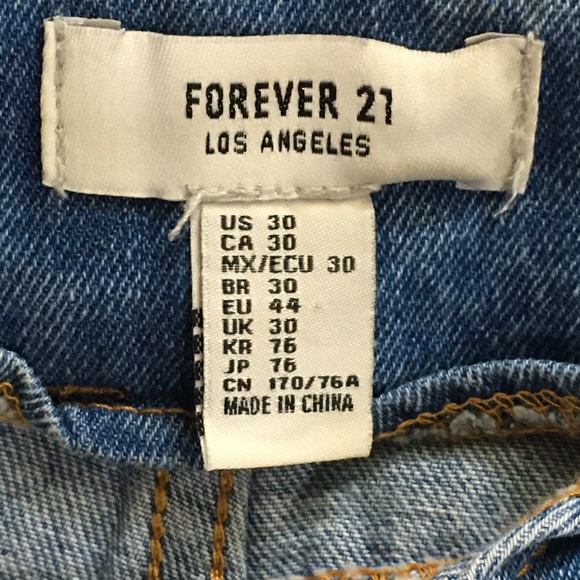 FOREVER 21
LOS ANGELES
US 30
CA 30
MX/ECU 30
BR 30
EU 44
UK 30
KR 76
JP 76
CN 170/76A
MADE IN CHINA